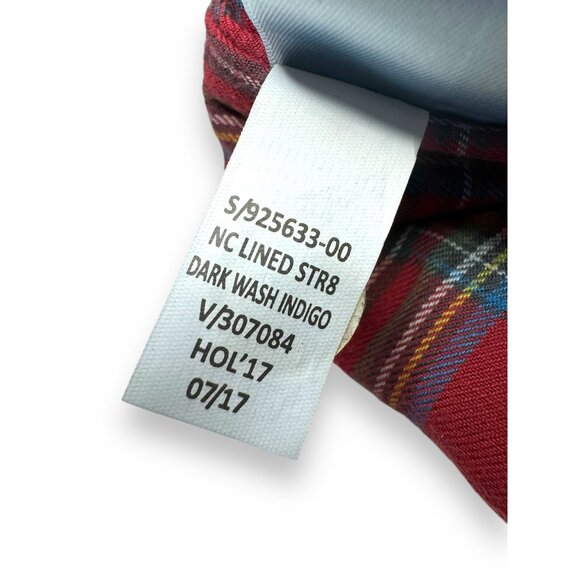 S/925633-00
NC LINED STR8
DARK WASH INDIGO
V/307084
HOL'17
07/17